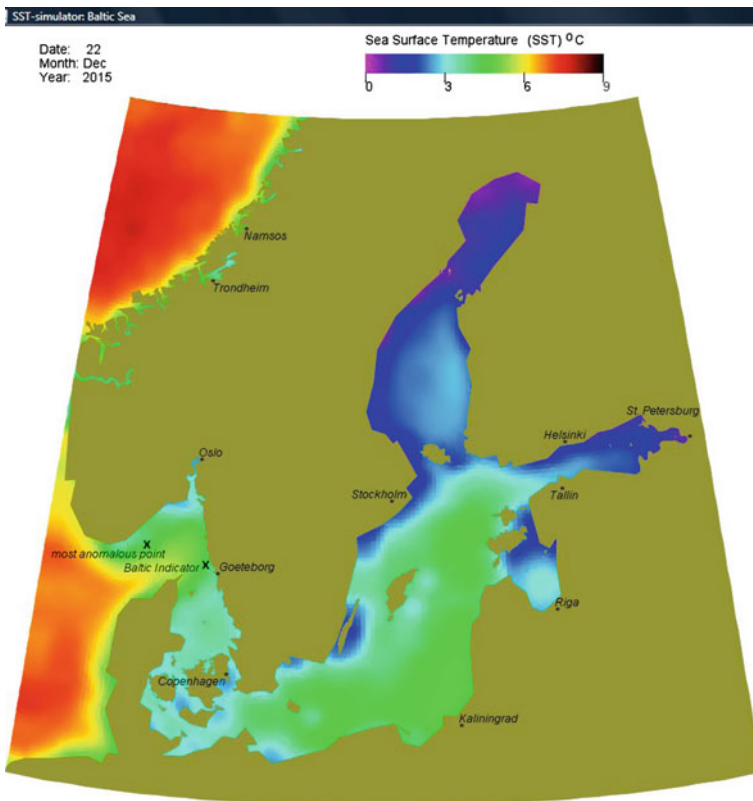 SST-simulator: Baltic Sea
Date: 22
Month: Dec
Year: 2015
Sea Surface Temperature (SST) °C
0 3 6 9
Namsos
Trondheim
St. Petersburg
Helsinki
Oslo
Stockholm
Tallin
X
most anomalous point
X
Baltic Indicator
Goeteborg
Riga
Copenhagen
Kaliningrad